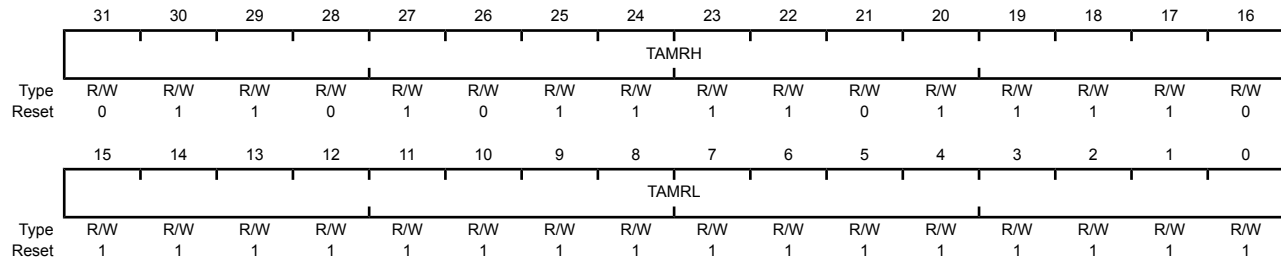 31 30 29 28 27 26 25 24 23 22 21 20 19 18 17 16
TAMRH
Type R/W R/W R/W R/W R/W R/W R/W R/W R/W R/W R/W R/W R/W R/W R/W R/W
Reset 0 1 1 0 1 0 1 1 1 1 0 1 1 1 1 0
15 14 13 12 11 10 9 8 7 6 5 4 3 2 1 0
TAMRL
Type R/W R/W R/W R/W R/W R/W R/W R/W R/W R/W R/W R/W R/W R/W R/W R/W
Reset 1 1 1 1 1 1 1 1 1 1 1 1 1 1 1 1